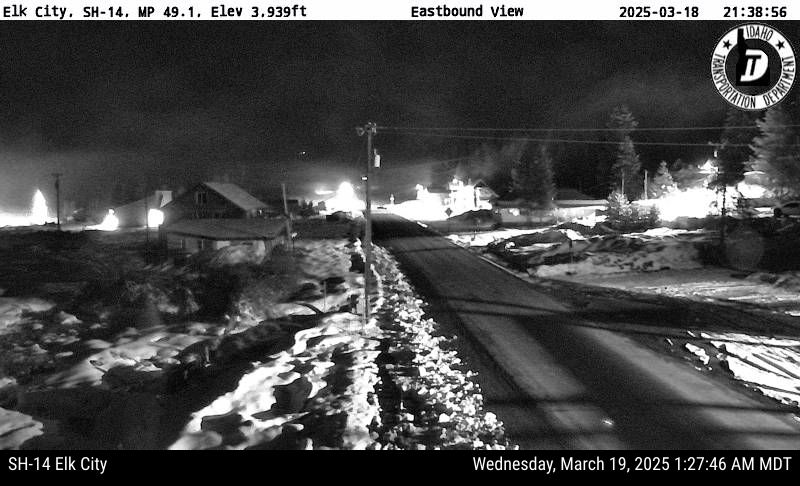 Elk City, SH-14, MP 49.1, Elev 3,939ft Eastbound View 2025-03-18 21:38:56
IDAHO
TRANSPORTATION DEPARTMENT
SH-14 Elk City Wednesday, March 19, 2025 1:27:46 AM MDT